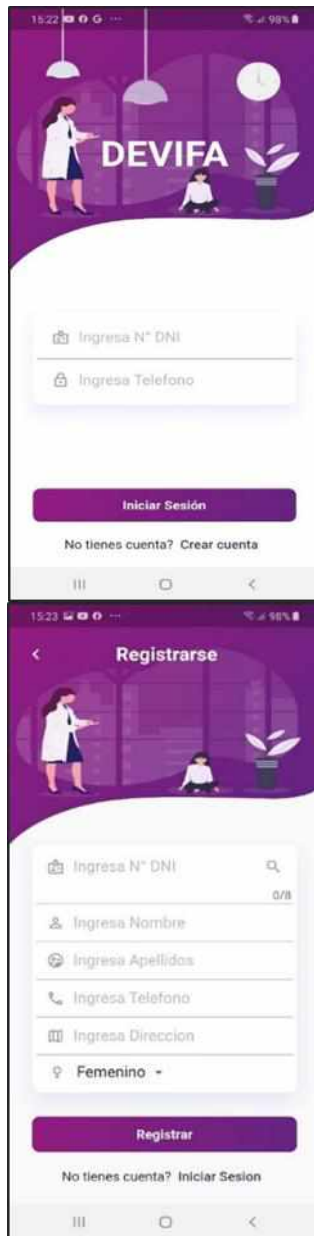 15:22 G ... 98%
DEVIFA
Ingresa N° DNI
Ingresa Telefono
Iniciar Sesión
No tienes cuenta? Crear cuenta
15:23 ... 98%
Registrarse
Ingresa N° DNI
0/8
Ingresa Nombre
Ingresa Apellidos
Ingresa Telefono
Ingresa Direccion
Femenino
Registrar
No tienes cuenta? Iniciar Sesion